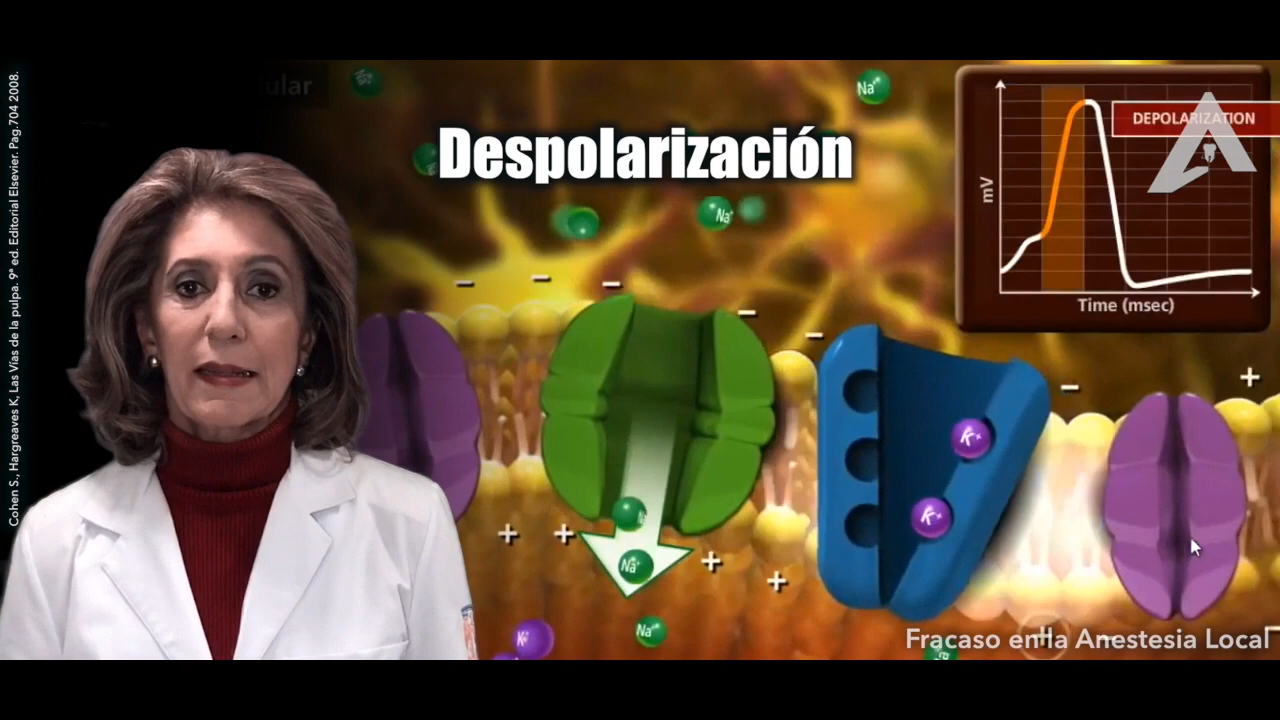 Cohen S., Hargreaves K, Las Vías de la pulpa. 9ª ed. Editorial Elsevier. Pag.704 2008.
ular
Na⁺
Despolarización
DEPOLARIZATION
mV
Time (msec)
Na⁺
K⁺
K⁺
Na⁺
K⁺
Na⁺
Fracaso en la Anestesia Local